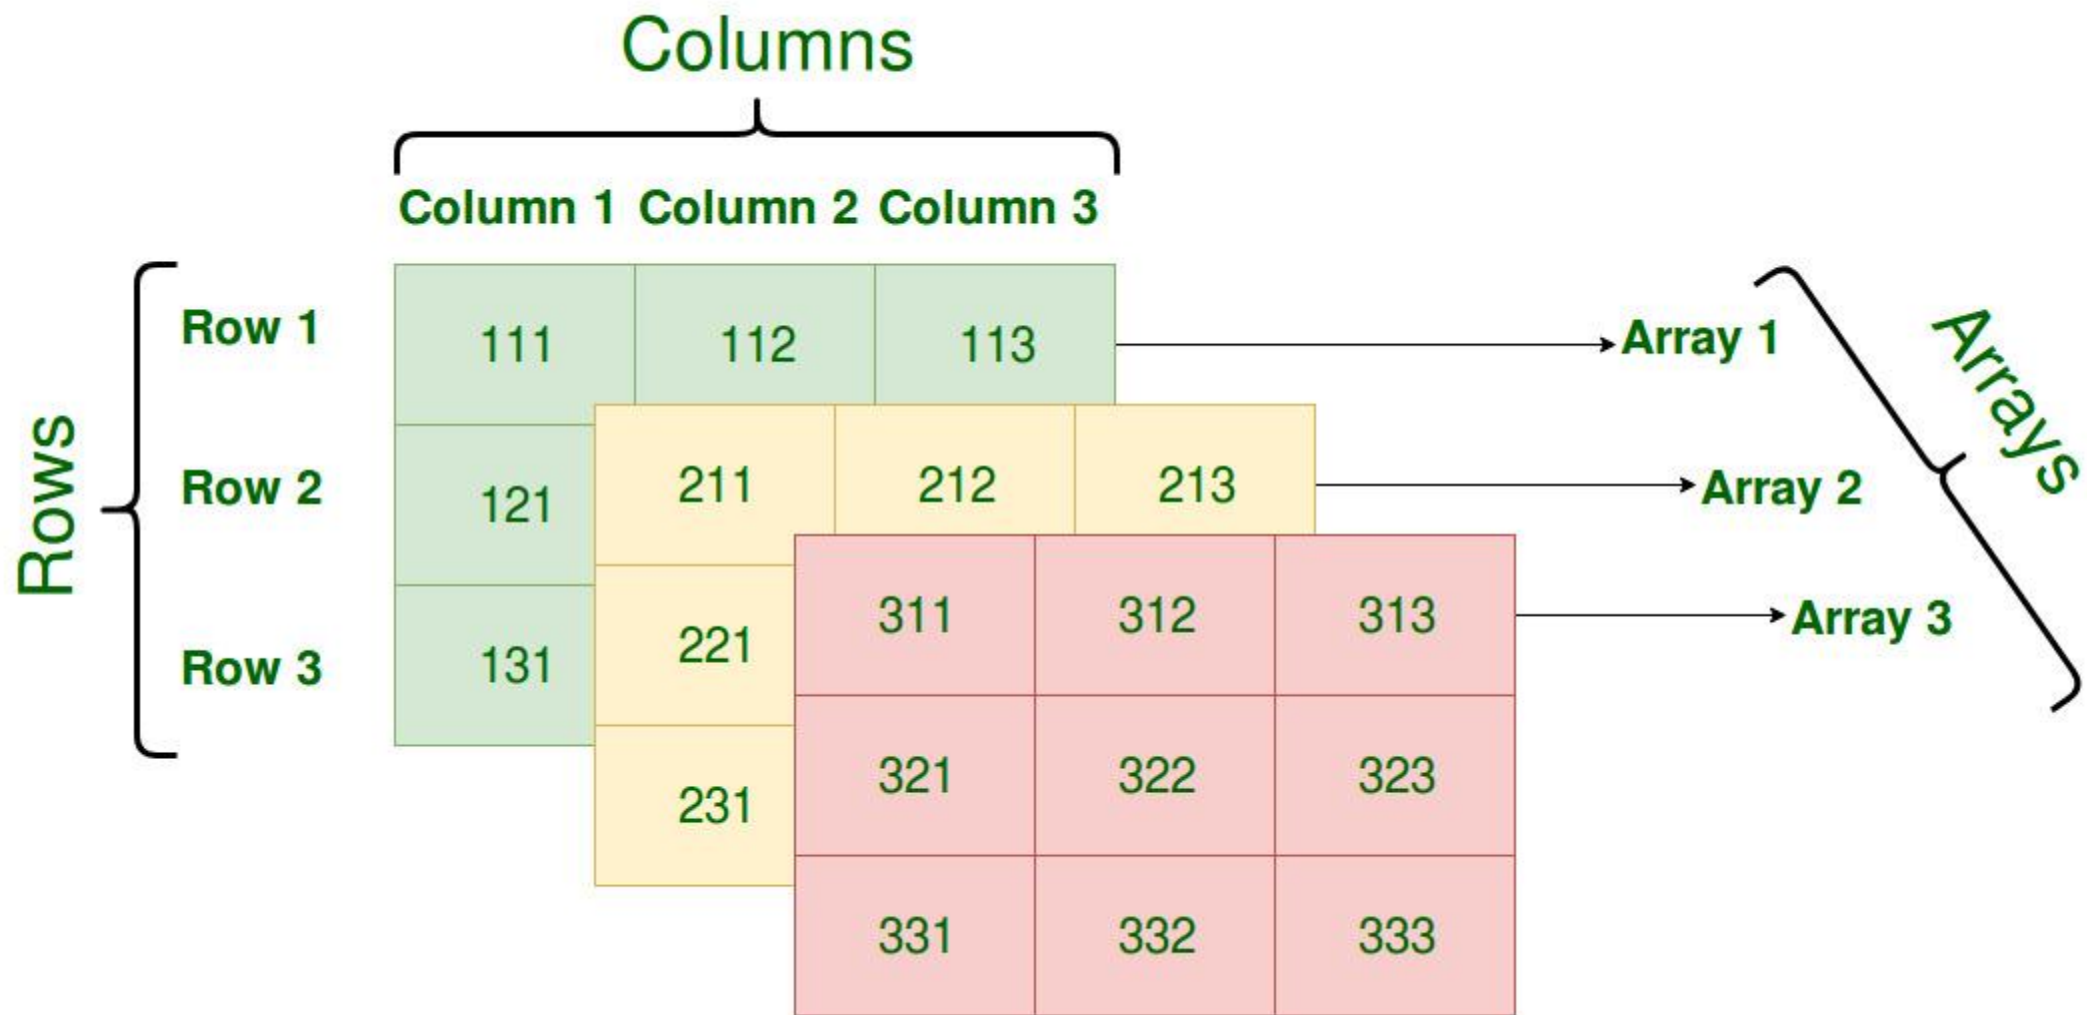 Columns
Column 1 Column 2 Column 3
Rows
Row 1
Row 2
Row 3
111 112 113
121
131
211 212 213
221
231
311 312 313
321 322 323
331 332 333
Array 1
Array 2
Array 3
Arrays